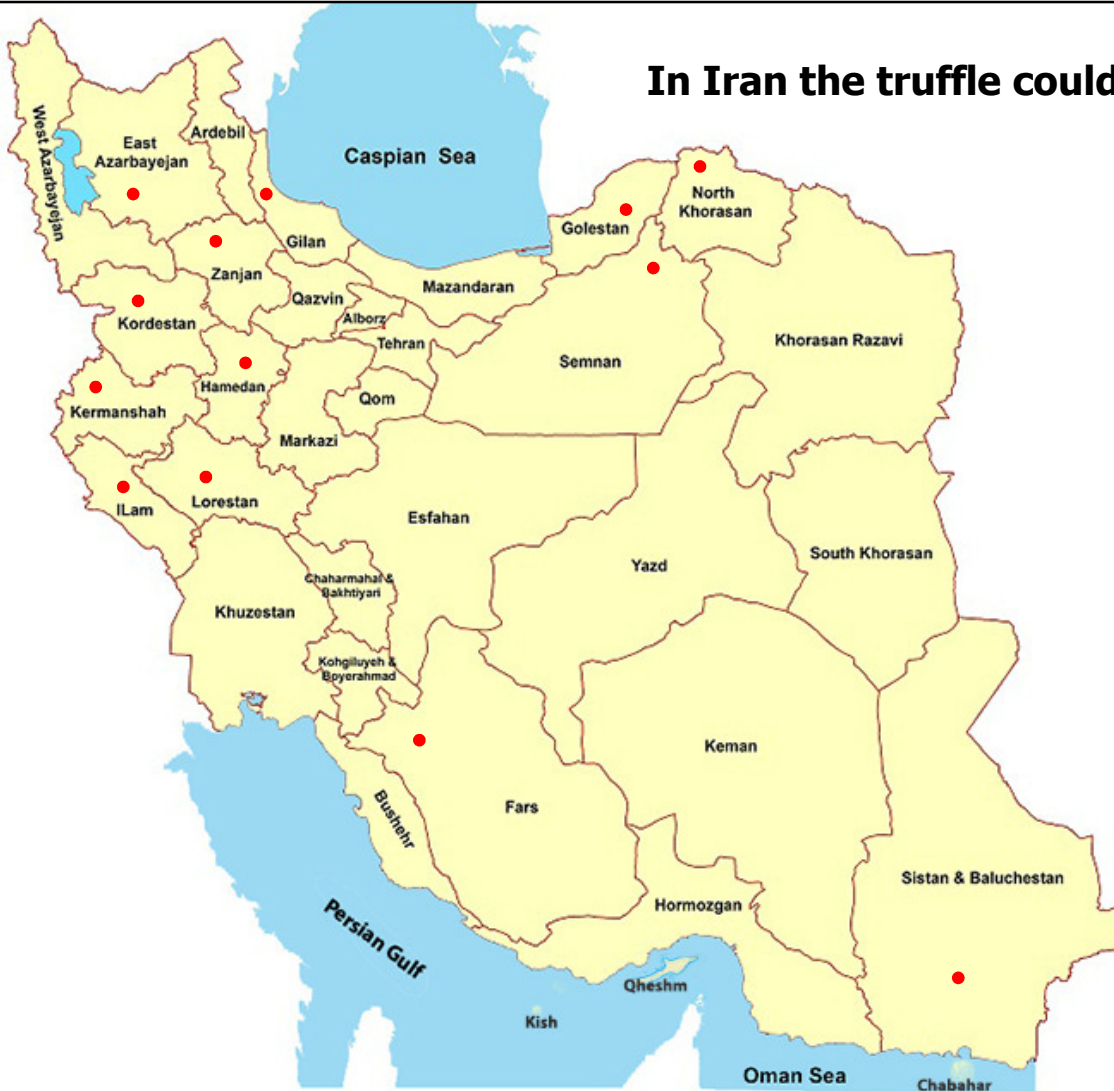 In Iran the truffle could
Caspian Sea
West Azarbayejan
East
Azarbayejan
Ardebil
Gilan
Zanjan
Qazvin
Alborz
Tehran
Mazandaran
Golestan
North
Khorasan
Khorasan Razavi
Semnan
Kordestan
Hamedan
Kermanshah
Qom
Markazi
ILam
Lorestan
Esfahan
Yazd
South Khorasan
Khuzestan
Chaharmahal &
Bakhtiyari
Kohgiluyeh &
Boyerahmad
Keman
Fars
Bushehr
Sistan & Baluchestan
Hormozgan
Persian Gulf
Qheshm
Kish
Oman Sea
Chabahar